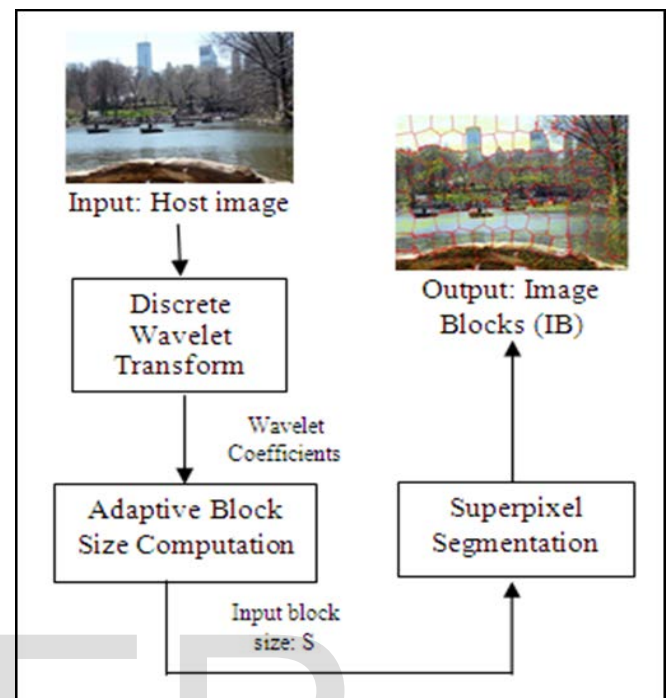 Input: Host image
Discrete
Wavelet
Transform
Wavelet
Coefficients
Adaptive Block
Size Computation
Input block
size: S
Superpixel
Segmentation
Output: Image
Blocks (IB)